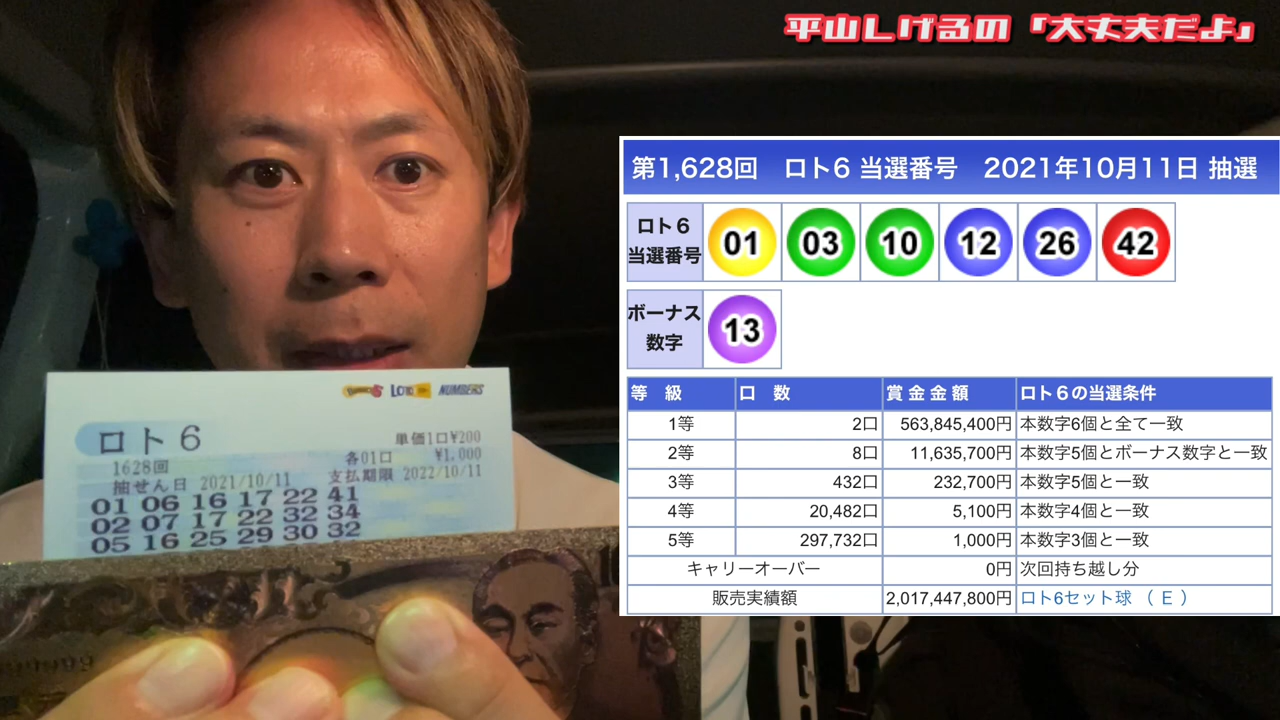 平山しげるの「大丈夫だよ」
第1,628回 ロト6 当選番号 2021年10月11日 抽選
ロト6
当選番号
01 03 10 12 26 42
ボーナス
数字
13
等 級 口 数 賞 金 金 額 ロト6の当選条件
1等 2口 563,845,400円 本数字6個と全て一致
2等 8口 11,635,700円 本数字5個とボーナス数字と一致
3等 432口 232,700円 本数字5個と一致
4等 20,482口 5,100円 本数字4個と一致
5等 297,732口 1,000円 本数字3個と一致
キャリーオーバー 0円 次回持ち越し分
販売実績額 2,017,447,800円 ロト6セット球 ( E )
NUMBERS
ロト6
単価1口¥200
各01口 ¥1,000
1628回
抽せん日 2021/10/11 支払期限 2022/10/11
01 06 16 17 22 41
02 07 17 22 32 34
05 16 25 29 30 32